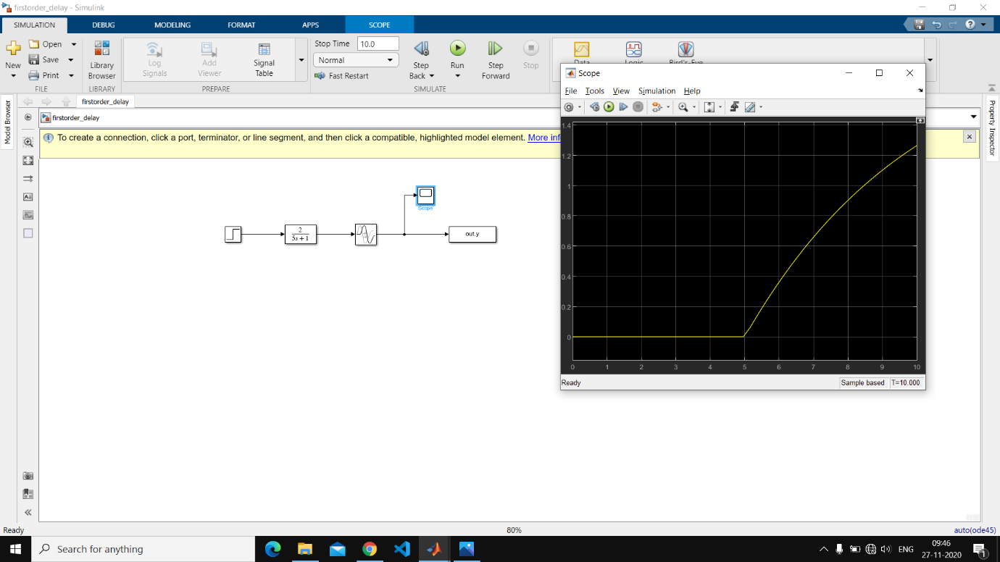 firstorder_delay - Simulink
SIMULATION DEBUG MODELING FORMAT APPS SCOPE
New
Open
Save
Print
FILE
Library
Browser
LIBRARY
Log
Signals
Add
Viewer
Signal
Table
PREPARE
Stop Time 10.0
Normal
Fast Restart
Step
Back
Run
Step
Forward
Stop
SIMULATE
Data
Logic
Bird's-Eye
Model Browser
firstorder_delay
firstorder_delay
To create a connection, click a port, terminator, or line segment, and then click a compatible, highlighted model element. More inf
Property Inspector
Scope
2
5s + 1
out.y
Scope
File Tools View Simulation Help
1.4
1.2
1
0.8
0.6
0.4
0.2
0
0 1 2 3 4 5 6 7 8 9 10
Ready Sample based T=10.000
Ready 80% auto(ode45)
Search for anything
ENG
09:46
27-11-2020
1